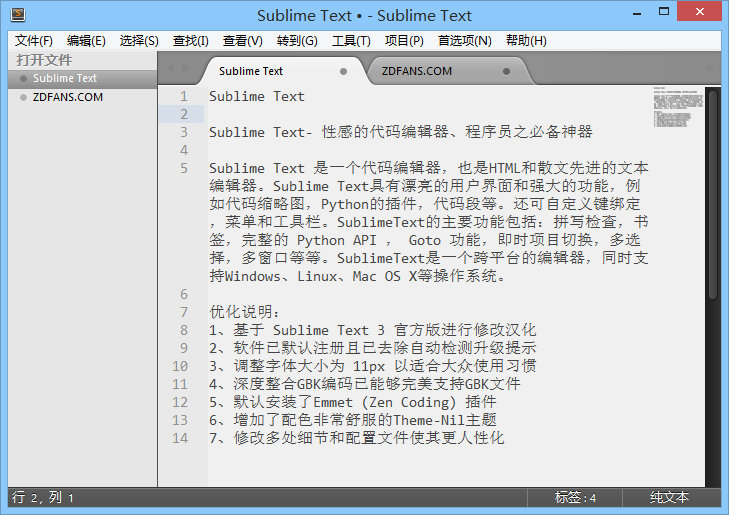 Sublime Text • - Sublime Text
文件(F) 编辑(E) 选择(S) 查找(I) 查看(V) 转到(G) 工具(T) 项目(P) 首选项(N) 帮助(H)
打开文件
Sublime Text
ZDFANS.COM
Sublime Text
ZDFANS.COM
1 Sublime Text
2
3 Sublime Text- 性感的代码编辑器、程序员之必备神器
4
5 Sublime Text 是一个代码编辑器，也是HTML和散文先进的文本
编辑器。Sublime Text具有漂亮的用户界面和强大的功能，例
如代码缩略图，Python的插件，代码段等。还可自定义键绑定
，菜单和工具栏。SublimeText的主要功能包括：拼写检查，书
签，完整的 Python API ， Goto 功能，即时项目切换，多选
择，多窗口等等。SublimeText是一个跨平台的编辑器，同时支
持Windows、Linux、Mac OS X等操作系统。
6
7 优化说明：
8 1、基于 Sublime Text 3 官方版进行修改汉化
9 2、软件已默认注册且已去除自动检测升级提示
10 3、调整字体大小为 11px 以适合大众使用习惯
11 4、深度整合GBK编码已能够完美支持GBK文件
12 5、默认安装了Emmet (Zen Coding) 插件
13 6、增加了配色非常舒服的Theme-Nil主题
14 7、修改多处细节和配置文件使其更人性化
行 2, 列 1 标签:4 纯文本